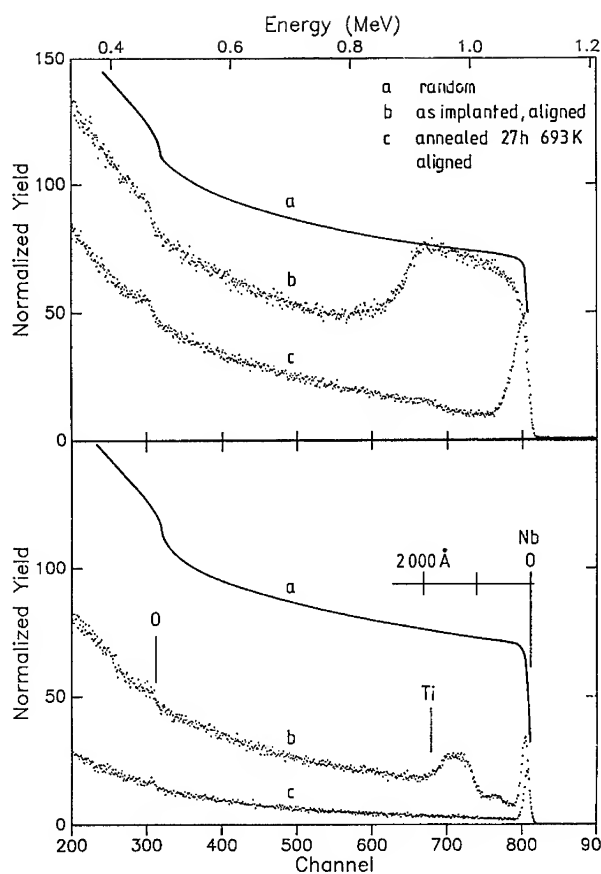 Energy (MeV)
0.4 0.6 0.8 1.0 1.2
150
100
50
0
Normalized Yield
a random
b as implanted, aligned
c annealed 27h 693K
aligned
a
b
c
Nb
2000 Å 0
100
50
0
Normalized Yield
a
O
Ti
b
c
200 300 400 500 600 700 800 900
Channel